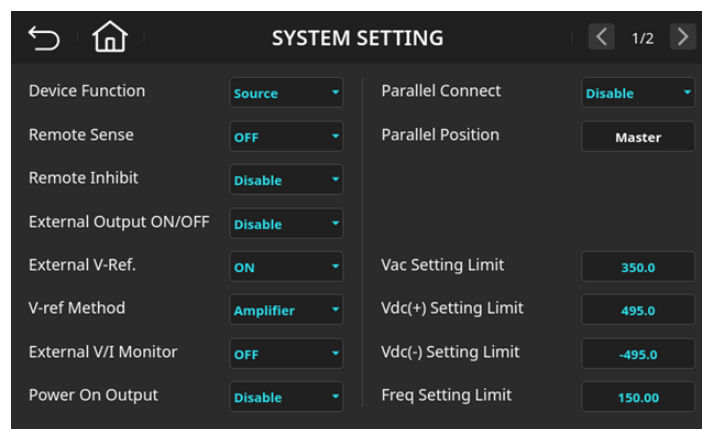 SYSTEM SETTING
1/2
Device Function Source
Remote Sense OFF
Remote Inhibit Disable
External Output ON/OFF Disable
External V-Ref. ON
V-ref Method Amplifier
External V/I Monitor OFF
Power On Output Disable
Parallel Connect Disable
Parallel Position Master
Vac Setting Limit 350.0
Vdc(+) Setting Limit 495.0
Vdc(-) Setting Limit -495.0
Freq Setting Limit 150.00